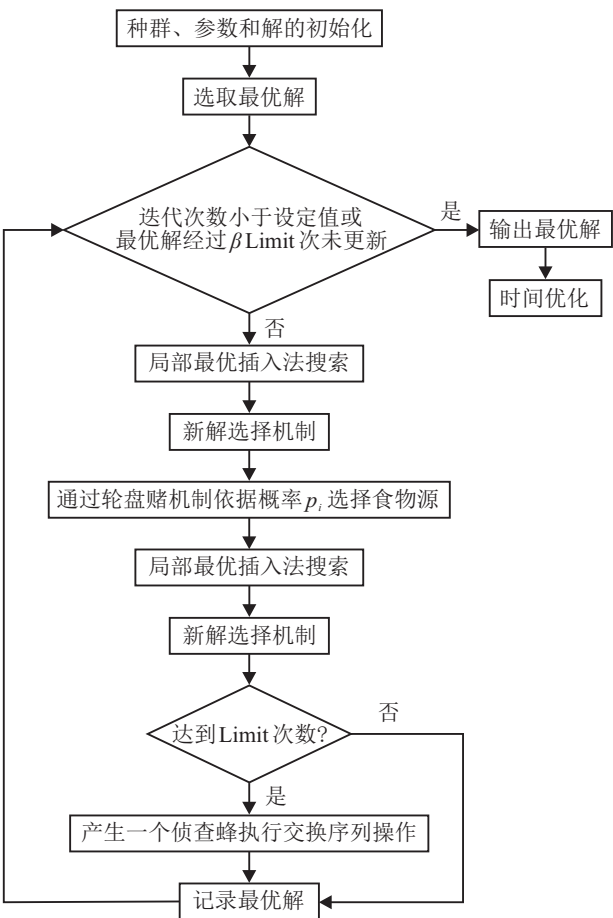 种群、参数和解的初始化
选取最优解
迭代次数小于设定值或
最优解经过βLimit次未更新
是
输出最优解
时间优化
否
局部最优插入法搜索
新解选择机制
通过轮盘赌机制依据概率pᵢ选择食物源
局部最优插入法搜索
新解选择机制
达到Limit次数?
否
是
产生一个侦查蜂执行交换序列操作
记录最优解